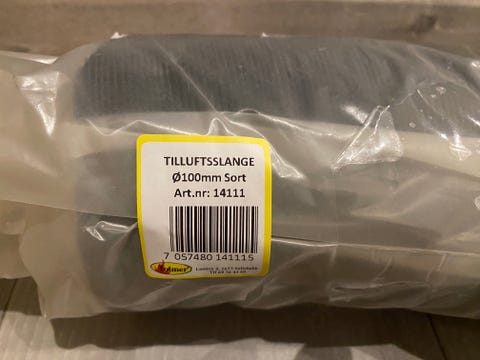 TILLUFTSSLANGE
Ø100mm Sort
Art.nr: 14111
7 057480 141115